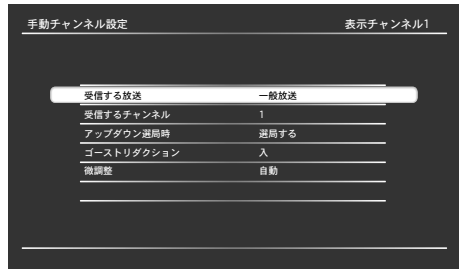 手動チャンネル設定 表示チャンネル1
受信する放送 一般放送
受信するチャンネル 1
アップダウン選局時 選局する
ゴーストリダクション 入
微調整 自動